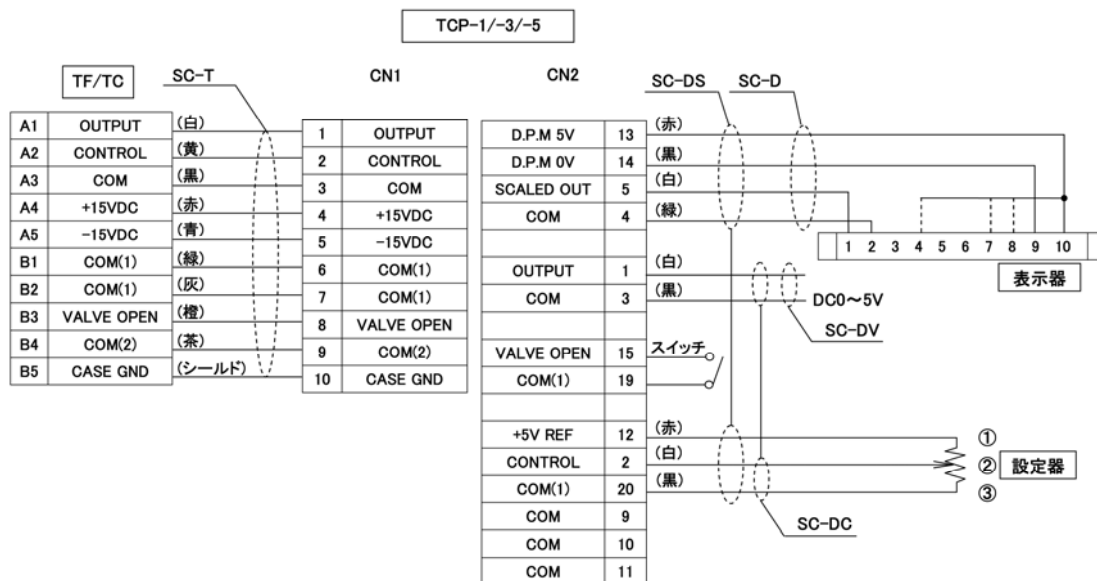 TCP-1/-3/-5
TF/TC
SC-T
CN1
CN2
SC-DS
SC-D
A1 OUTPUT (白) 1 OUTPUT
A2 CONTROL (黄) 2 CONTROL
A3 COM (黒) 3 COM
A4 +15VDC (赤) 4 +15VDC
A5 -15VDC (青) 5 -15VDC
B1 COM(1) (緑) 6 COM(1)
B2 COM(1) (灰) 7 COM(1)
B3 VALVE OPEN (橙) 8 VALVE OPEN
B4 COM(2) (茶) 9 COM(2)
B5 CASE GND (シールド) 10 CASE GND
D.P.M 5V 13 (赤)
D.P.M 0V 14 (黒)
SCALED OUT 5 (白)
COM 4 (緑)
1 2 3 4 5 6 7 8 9 10
表示器
OUTPUT 1 (白)
COM 3 (黒) DC0~5V
SC-DV
VALVE OPEN 15 スイッチ
COM(1) 19
+5V REF 12 (赤) ①
CONTROL 2 (白) ② 設定器
COM(1) 20 (黒) ③
COM 9
SC-DC
COM 10
COM 11